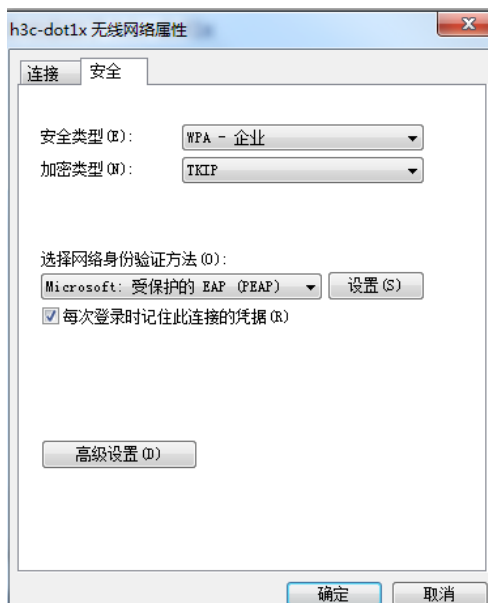 h3c-dot1x 无线网络属性
连接 安全
安全类型(E): WPA - 企业
加密类型(N): TKIP
选择网络身份验证方法(O):
Microsoft: 受保护的 EAP (PEAP) 设置(S)
每次登录时记住此连接的凭据(R)
高级设置(D)
确定 取消